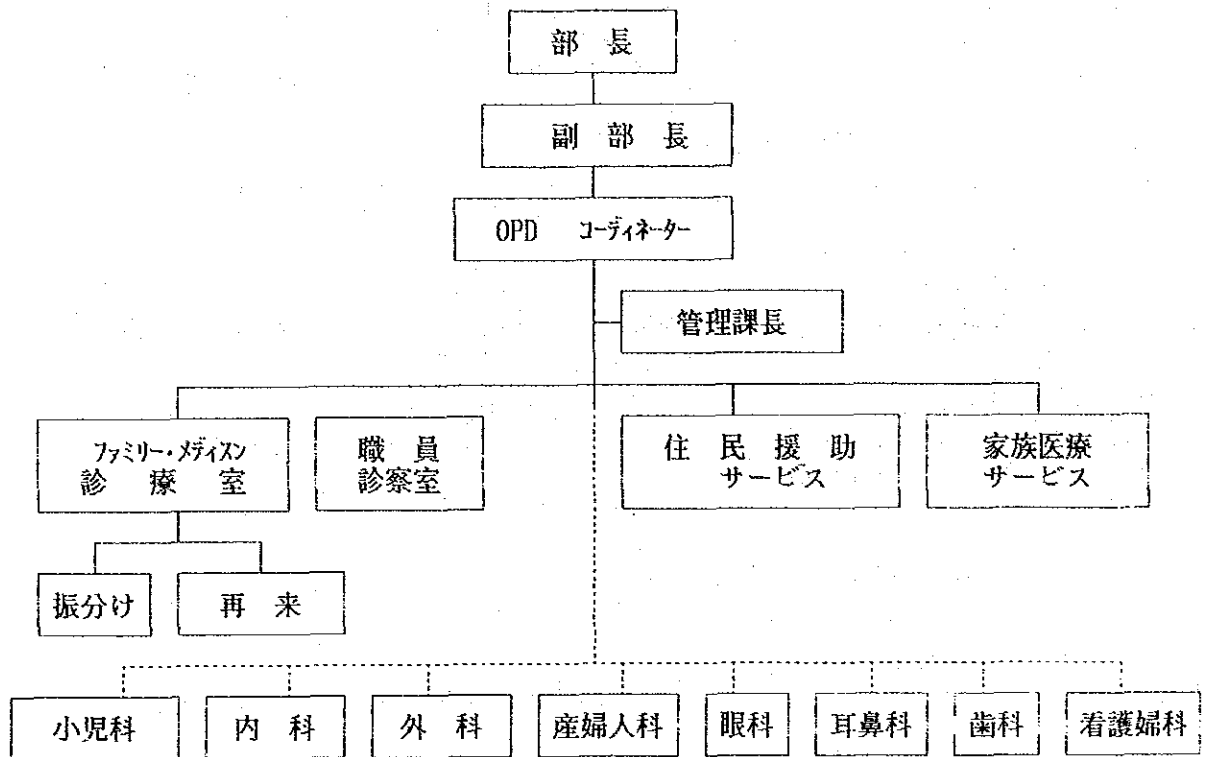 部 長
副 部 長
OPD コーディネーター
管理課長
ファミリー・メディスン
診 療 室
職 員
診察室
住 民 援 助
サービス
家族医療
サービス
振分け
再 来
小児科
内 科
外 科
産婦人科
眼科
耳鼻科
歯科
看護婦科